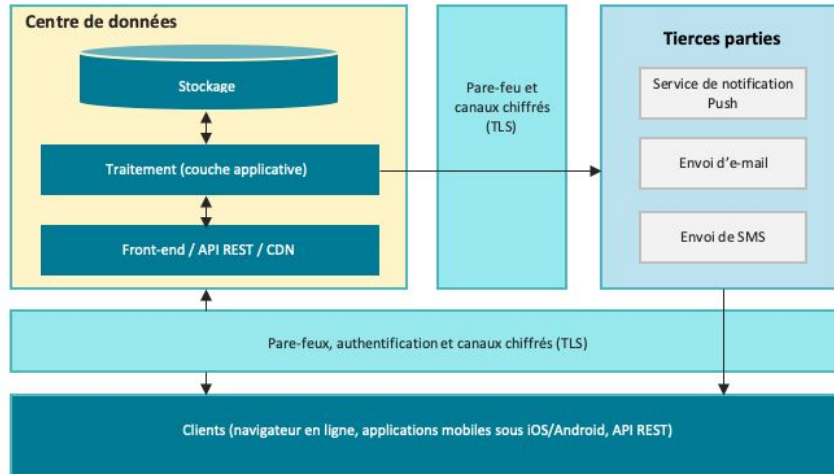 Centre de données
Stockage
Traitement (couche applicative)
Front-end / API REST / CDN
Pare-feu et
canaux chiffrés
(TLS)
Tierces parties
Service de notification
Push
Envoi d'e-mail
Envoi de SMS
Pare-feux, authentification et canaux chiffrés (TLS)
Clients (navigateur en ligne, applications mobiles sous iOS/Android, API REST)